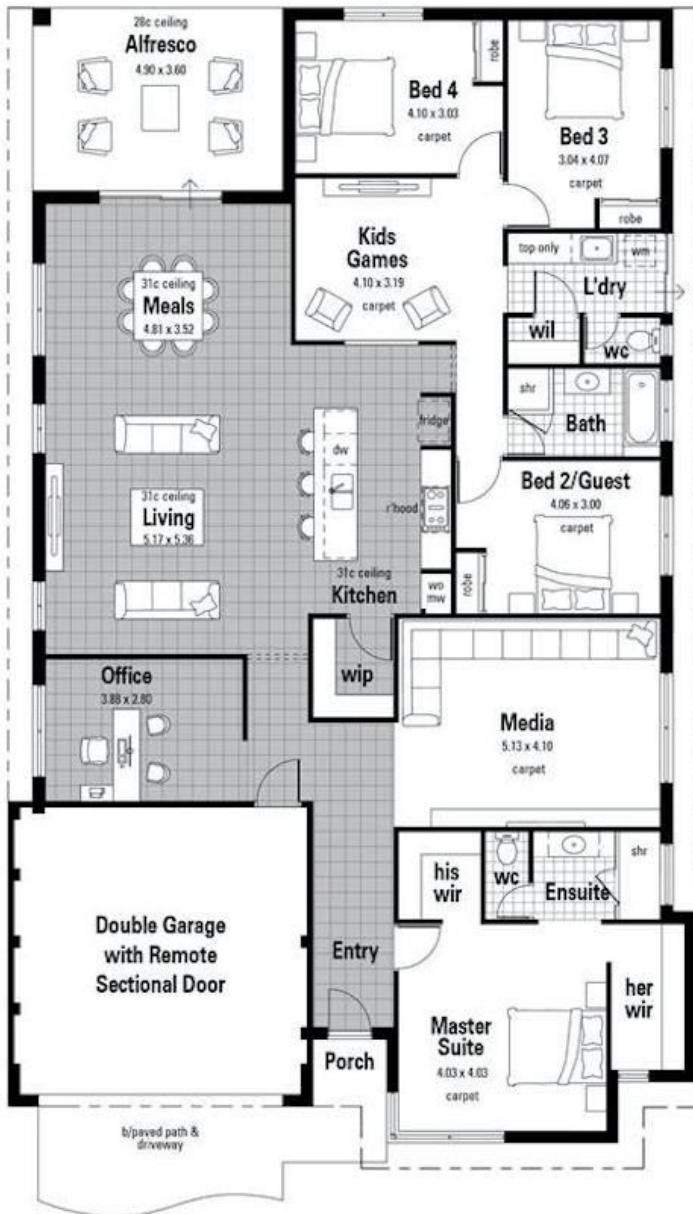 28c ceiling
Alfresco
4.90 x 3.60
Bed 4
4.10 x 3.03
carpet
robe
Bed 3
3.04 x 4.07
carpet
robe
Kids
Games
4.10 x 3.19
carpet
top only
wm
L'dry
wil
wc
31c ceiling
Meals
4.81 x 3.52
shr
Bath
fridge
dw
r'hood
Bed 2/Guest
4.06 x 3.00
carpet
robe
31c ceiling
Living
5.17 x 5.36
31c ceiling
Kitchen
wo
mw
wip
Office
3.88 x 2.80
Media
5.13 x 4.10
carpet
his
wir
wc
Ensuite
shr
Double Garage
with Remote
Sectional Door
Entry
her
wir
Master
Suite
4.03 x 4.03
carpet
Porch
b/paved path &
driveway